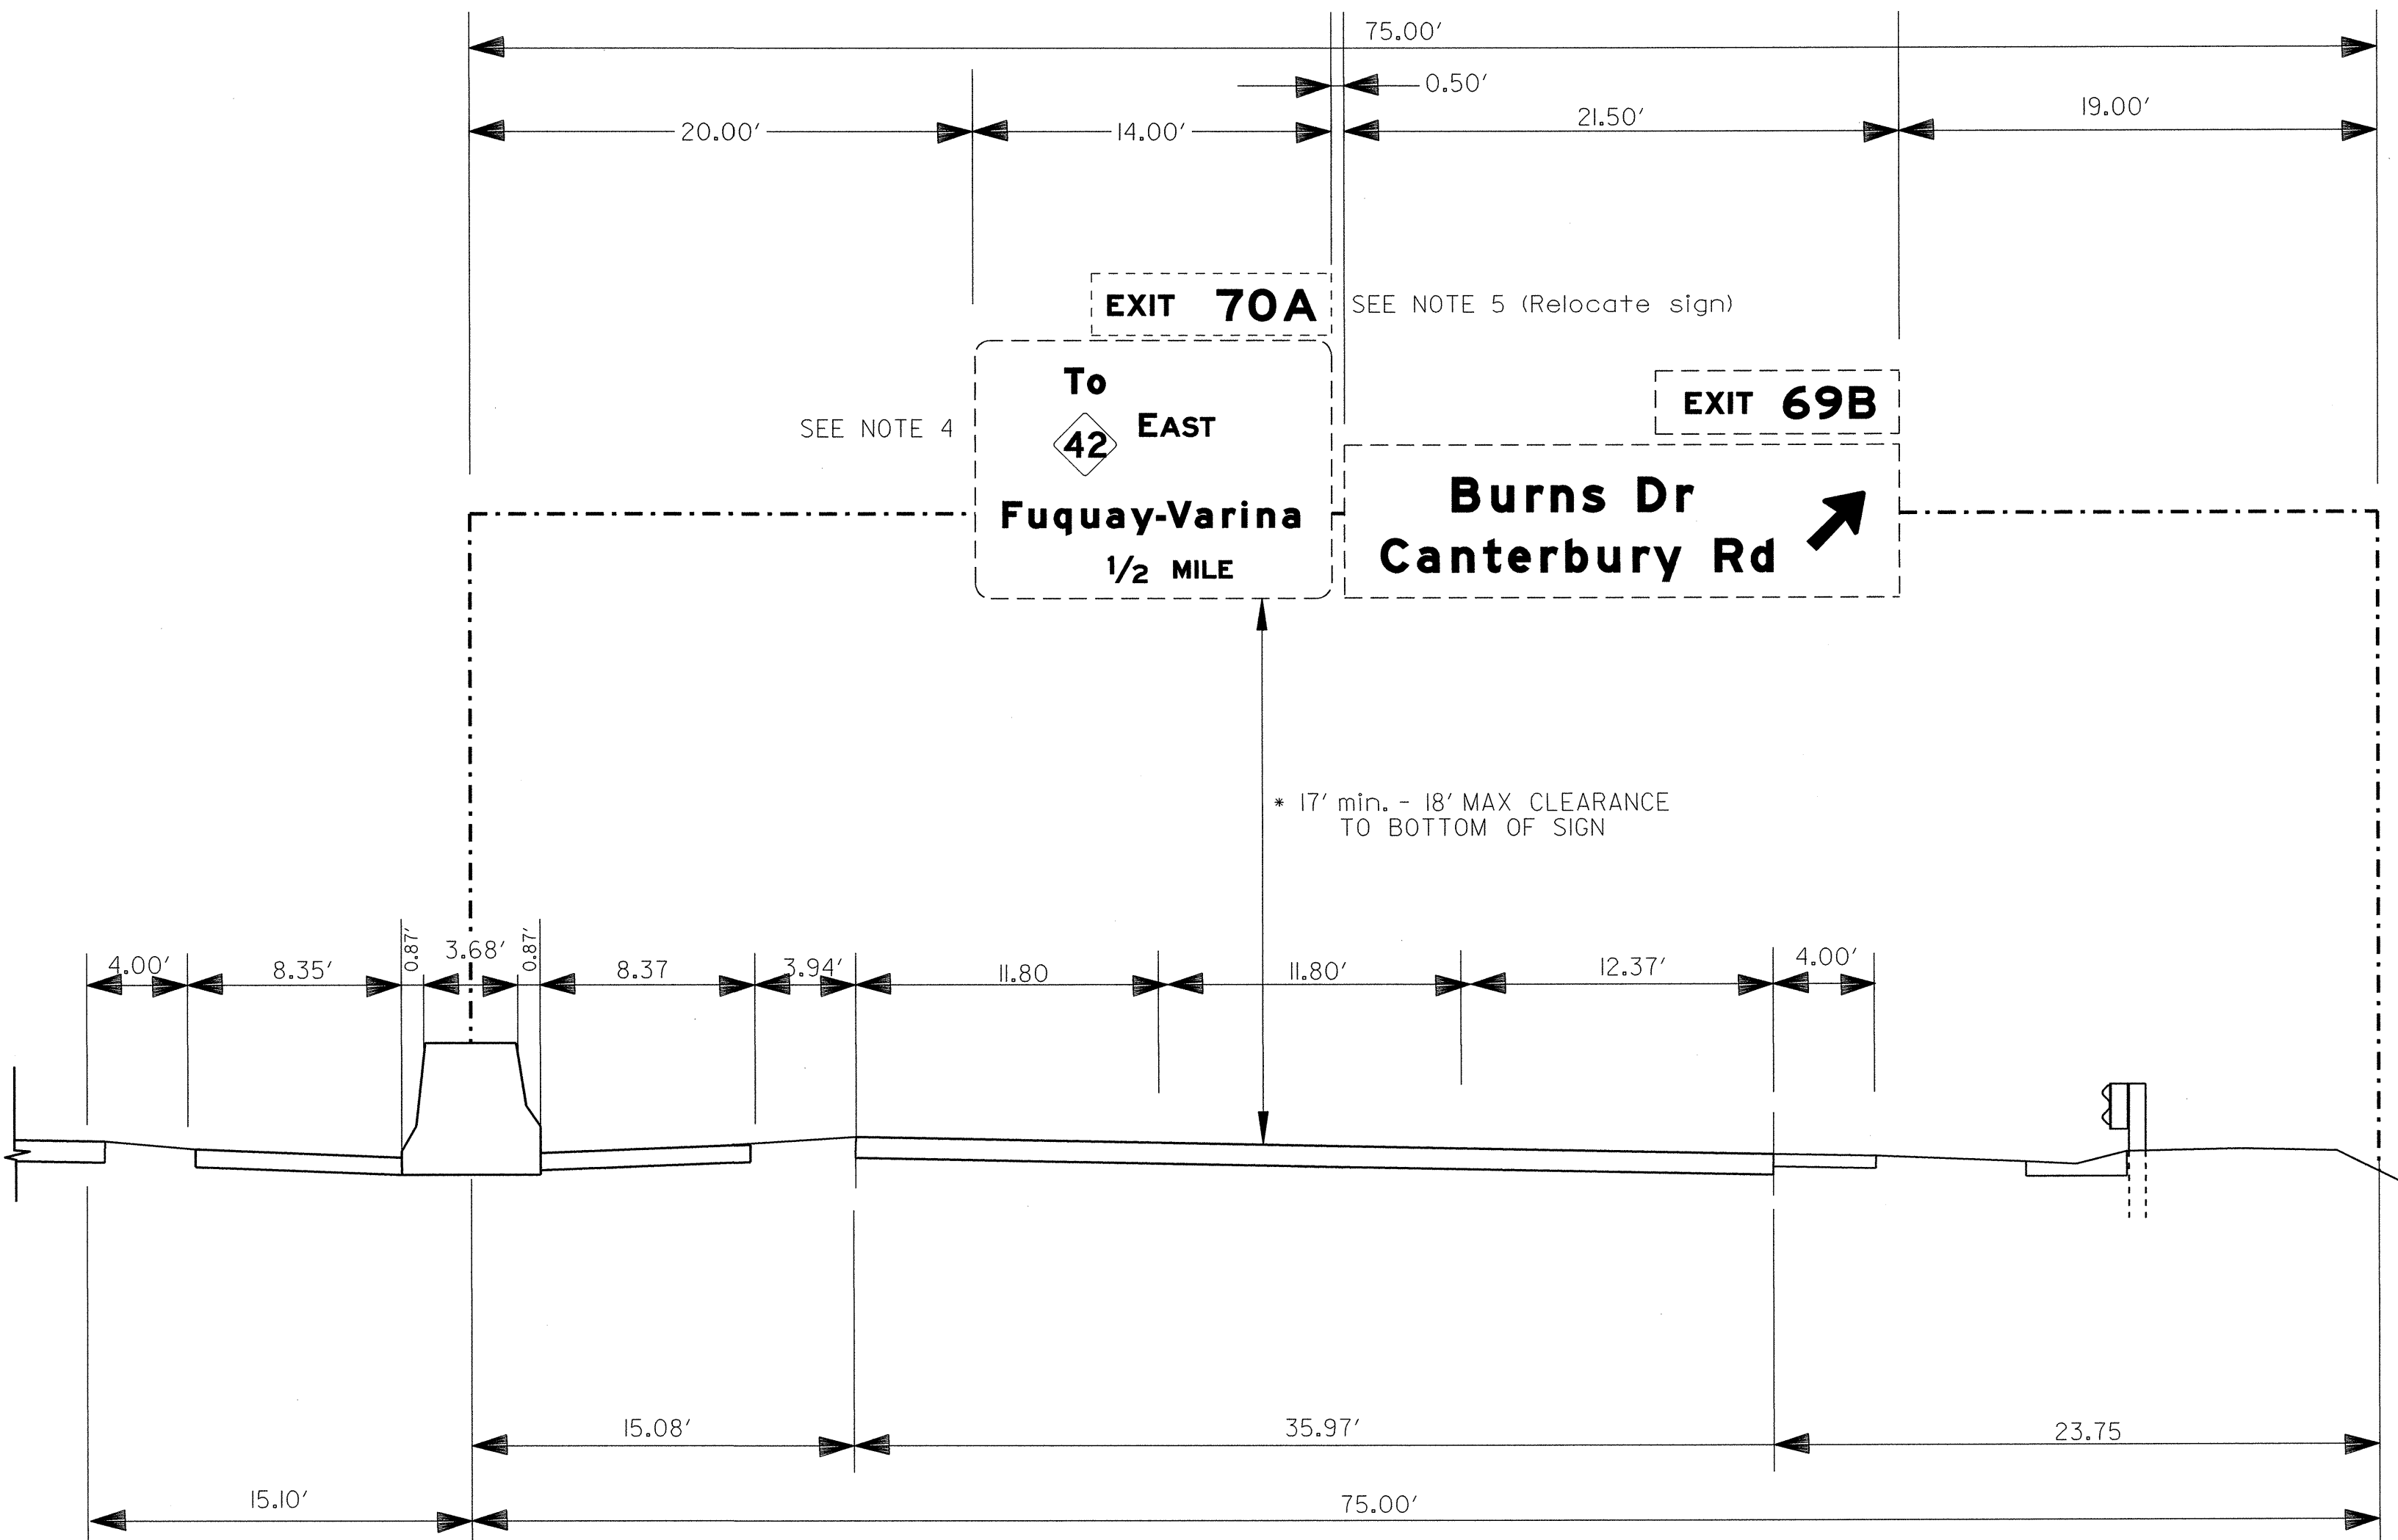 75.00'
0.50'
20.00'
14.00'
21.50'
19.00'
EXIT 70A
SEE NOTE 5 (Relocate sign)
To
42 EAST
Fuquay-Varina
1/2 MILE
SEE NOTE 4
EXIT 69B
Burns Dr
Canterbury Rd
* 17' min. - 18' MAX CLEARANCE
TO BOTTOM OF SIGN
4.00'
8.35'
0.87'
3.68'
0.87'
8.37
3.94'
11.80
11.80'
12.37'
4.00'
15.08'
35.97'
23.75
15.10'
75.00'